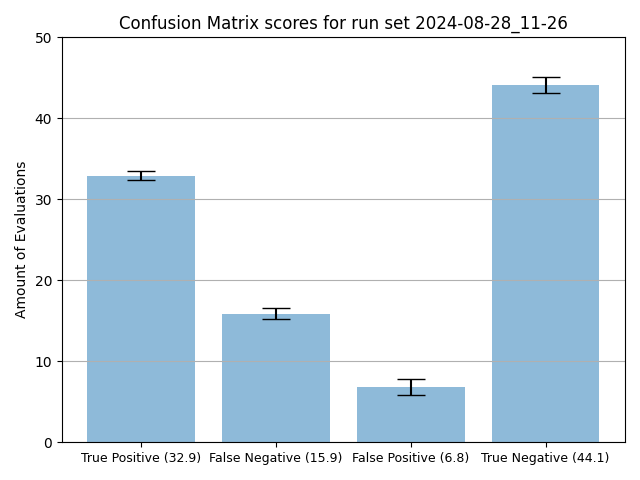 Confusion Matrix scores for run set 2024-08-28_11-26
Amount of Evaluations
50
40
30
20
10
0
True Positive (32.9)
False Negative (15.9)
False Positive (6.8)
True Negative (44.1)